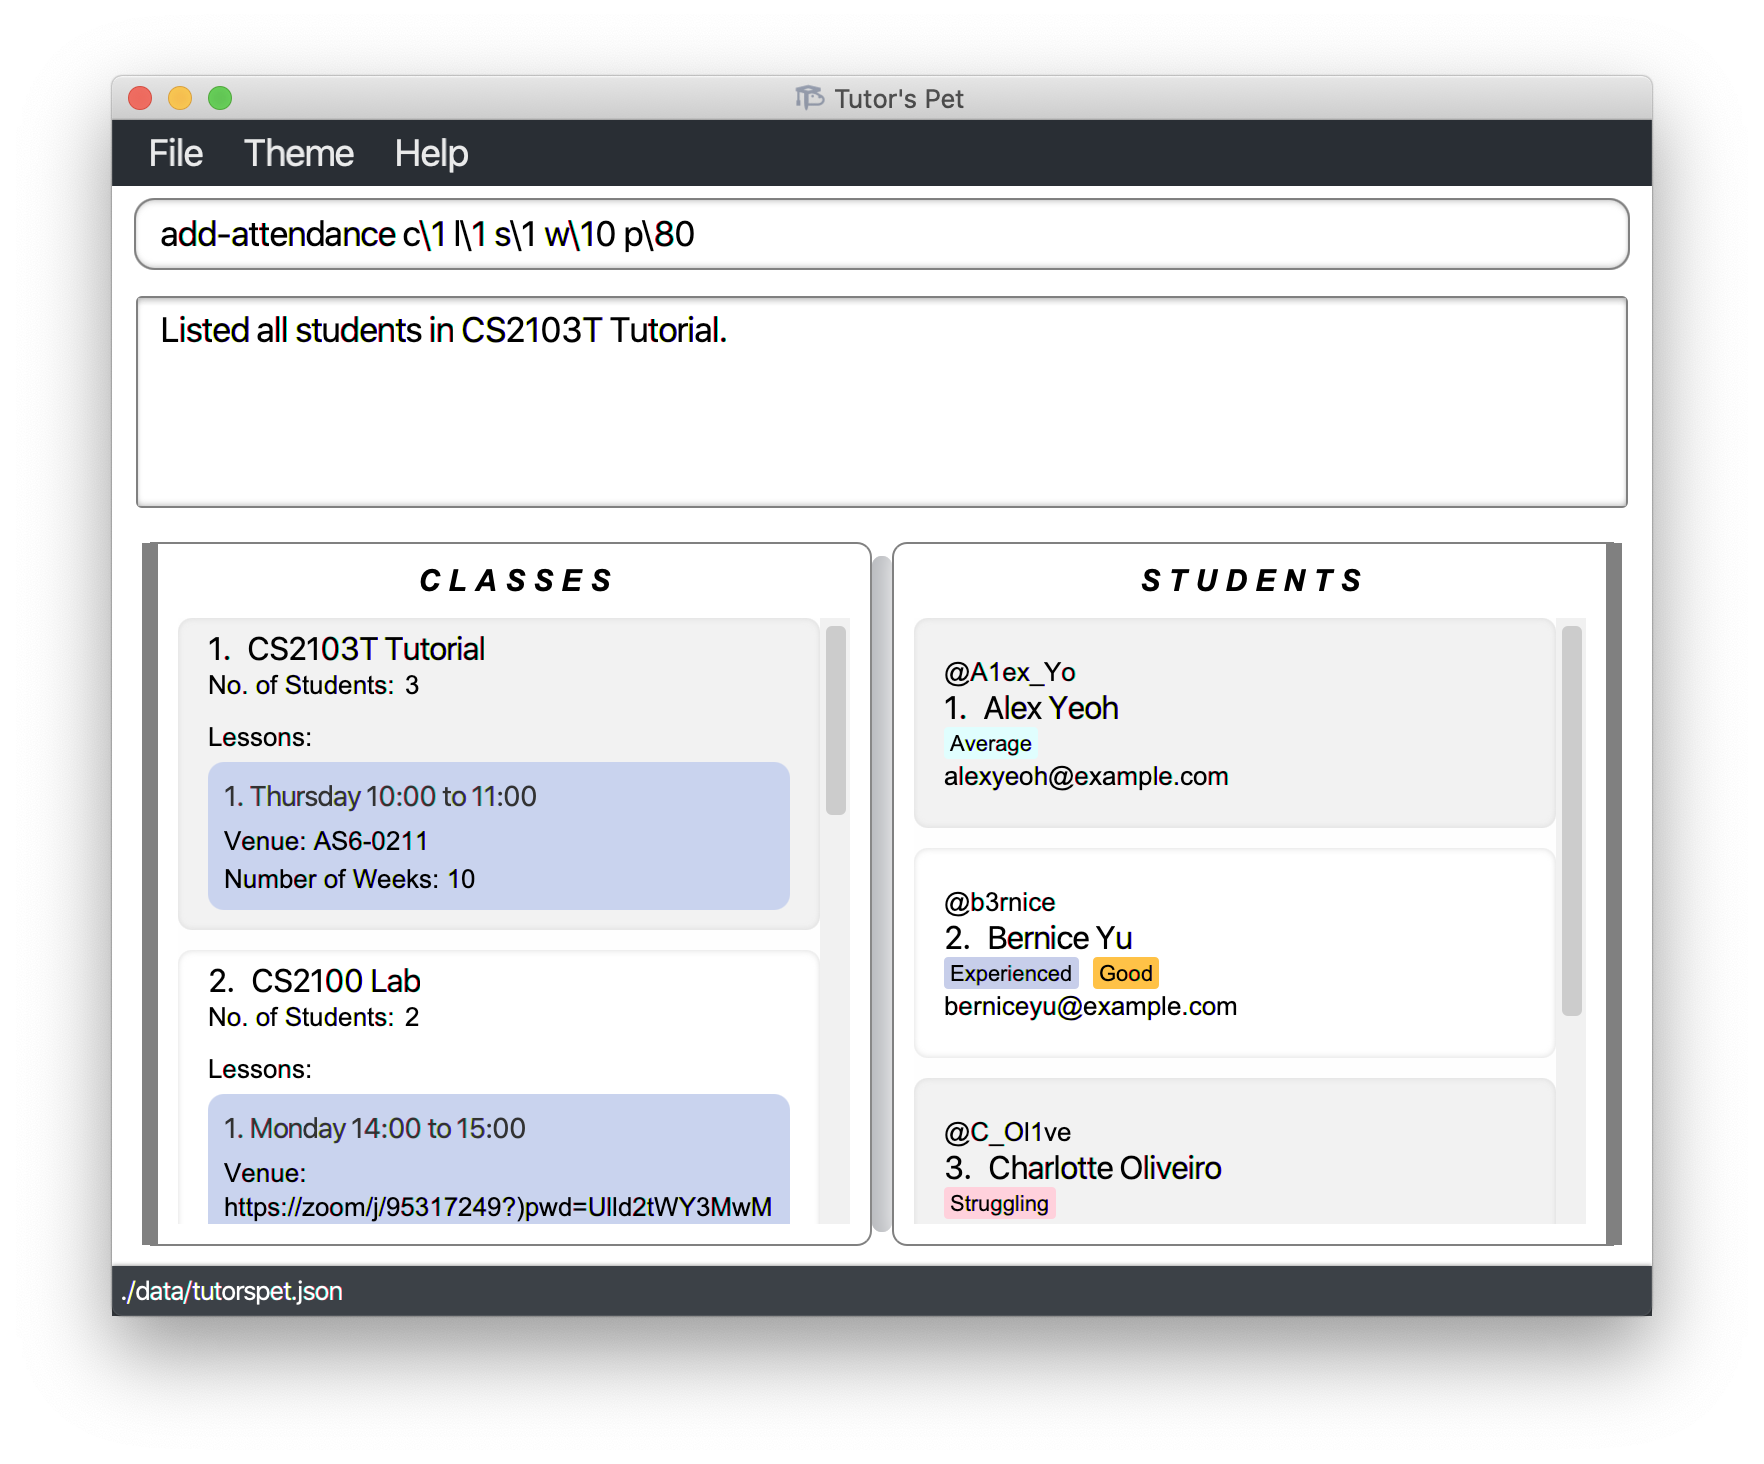 Tutor's Pet
File Theme Help
add-attendance c\1 l\1 s\1 w\10 p\80
Listed all students in CS2103T Tutorial.
CLASSES
1. CS2103T Tutorial
No. of Students: 3
Lessons:
1. Thursday 10:00 to 11:00
Venue: AS6-0211
Number of Weeks: 10
2. CS2100 Lab
No. of Students: 2
Lessons:
1. Monday 14:00 to 15:00
Venue:
https://zoom/j/95317249?)pwd=Ulld2tWY3MwM
STUDENTS
@A1ex_Yo
1. Alex Yeoh
Average
alexyeoh@example.com
@b3rnice
2. Bernice Yu
Experienced Good
berniceyu@example.com
@C_Ol1ve
3. Charlotte Oliveiro
Struggling
./data/tutorspet.json